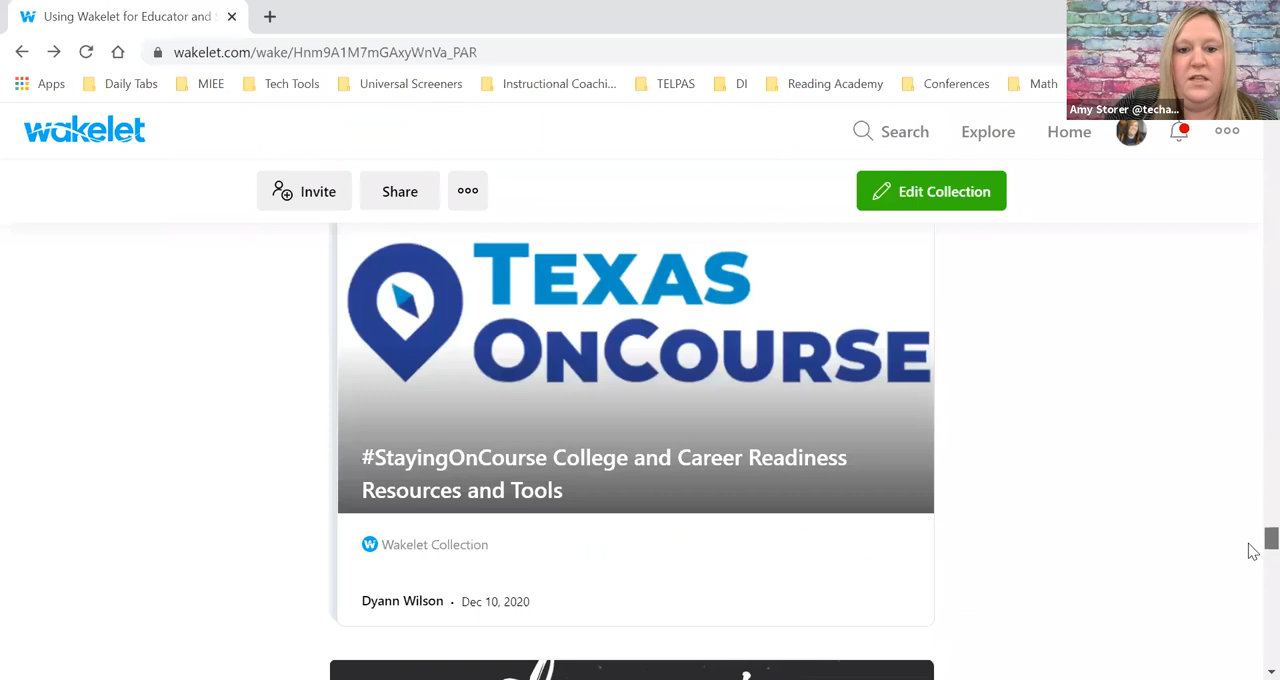 Using Wakelet for Educator and
wakelet.com/wake/Hnm9A1M7mGAxyWnVa_PAR
Apps Daily Tabs MIEE Tech Tools Universal Screeners Instructional Coachi... TELPAS DI Reading Academy Conferences Math
Amy Storer @techa...
wakelet Search Explore Home
Invite Share Edit Collection
TEXAS
ONCOURSE
#StayingOnCourse College and Career Readiness
Resources and Tools
Wakelet Collection
Dyann Wilson · Dec 10, 2020